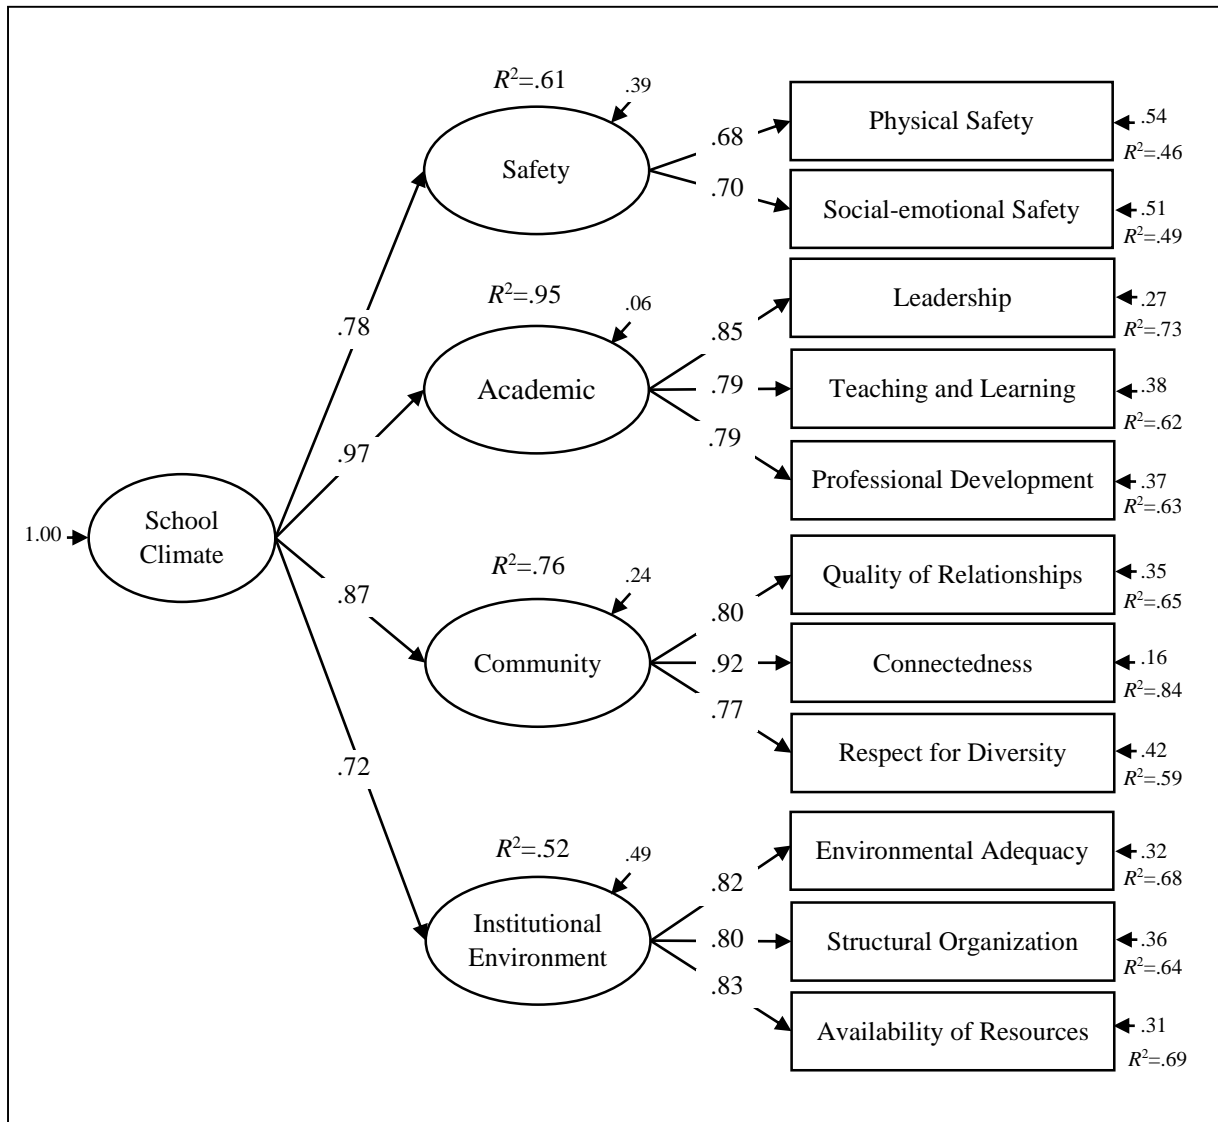 R²=.61
.39
Safety
.68
.70
Physical Safety
.54
R²=.46
Social-emotional Safety
.51
R²=.49
R²=.95
.06
Academic
.85
.79
.79
Leadership
.27
R²=.73
Teaching and Learning
.38
R²=.62
Professional Development
.37
R²=.63
.78
.97
.87
.72
1.00
School
Climate
R²=.76
.24
Community
.80
.92
.77
Quality of Relationships
.35
R²=.65
Connectedness
.16
R²=.84
Respect for Diversity
.42
R²=.59
R²=.52
.49
Institutional
Environment
.82
.80
.83
Environmental Adequacy
.32
R²=.68
Structural Organization
.36
R²=.64
Availability of Resources
.31
R²=.69